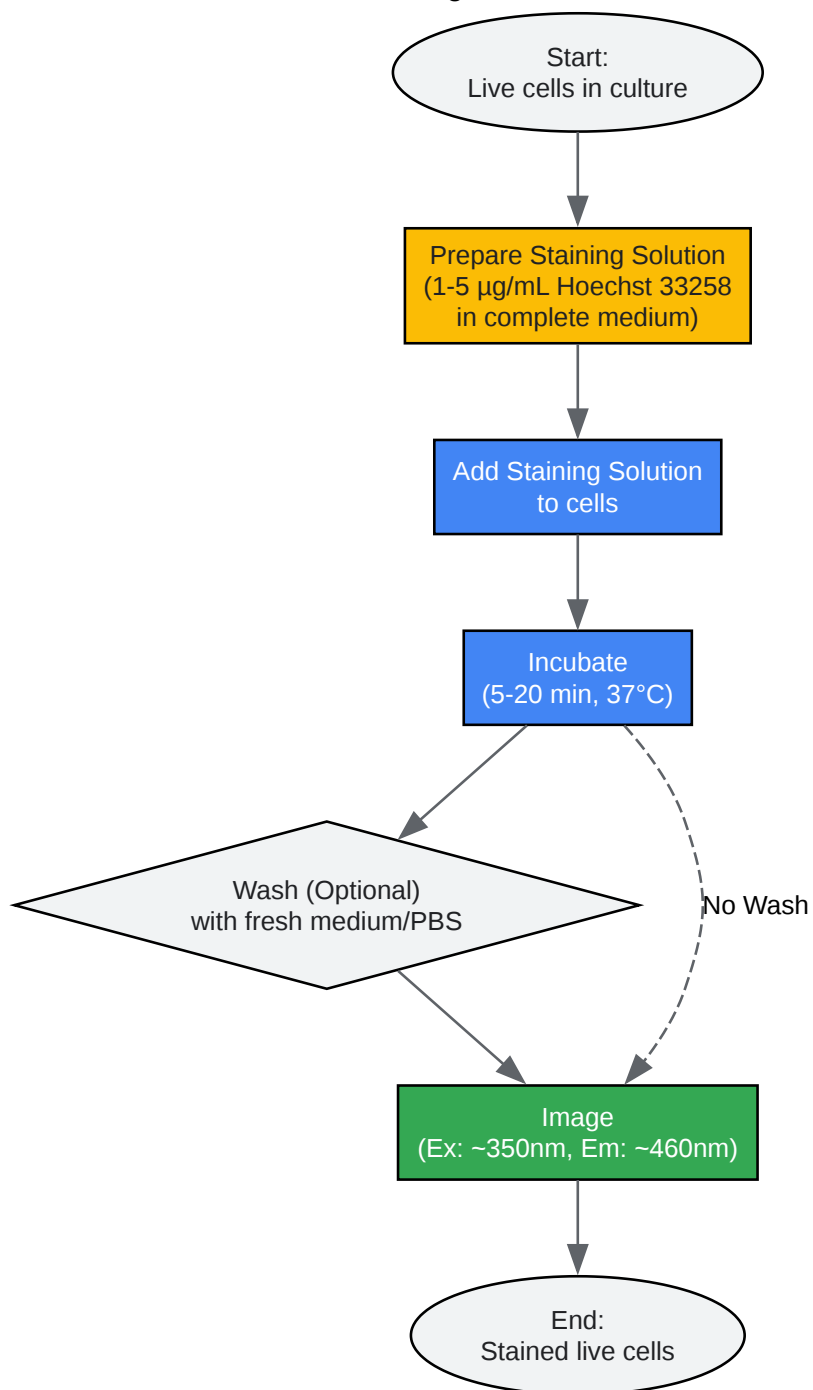 Start:
Live cells in culture
Prepare Staining Solution
(1-5 µg/mL Hoechst 33258
in complete medium)
Add Staining Solution
to cells
Incubate
(5-20 min, 37°C)
Wash (Optional)
with fresh medium/PBS
No Wash
Image
(Ex: ~350nm, Em: ~460nm)
End:
Stained live cells